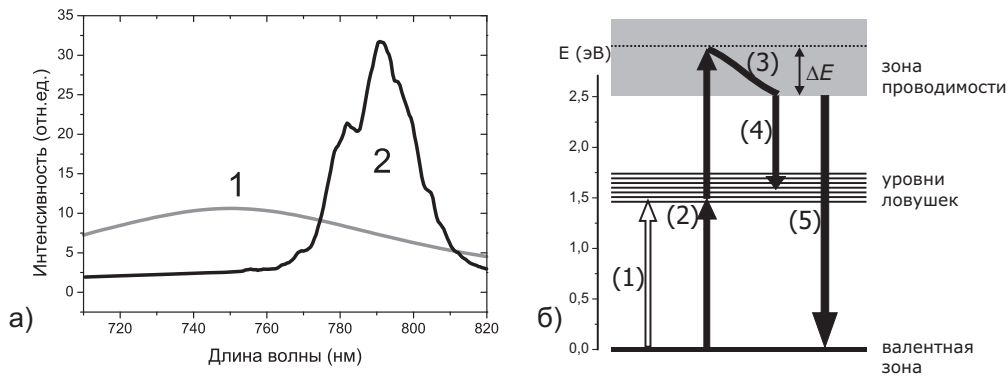 35
30
25
20
15
10
5
0
Интенсивность (отн.ед.)
1
2
720
740
760
780
800
820
Длина волны (нм)
а)
E (эВ)
2,5
2,0
1,5
1,0
0,5
0,0
(1)
(2)
(3)
(4)
(5)
ΔE
зона
проводимости
уровни
ловушек
валентная
зона
б)